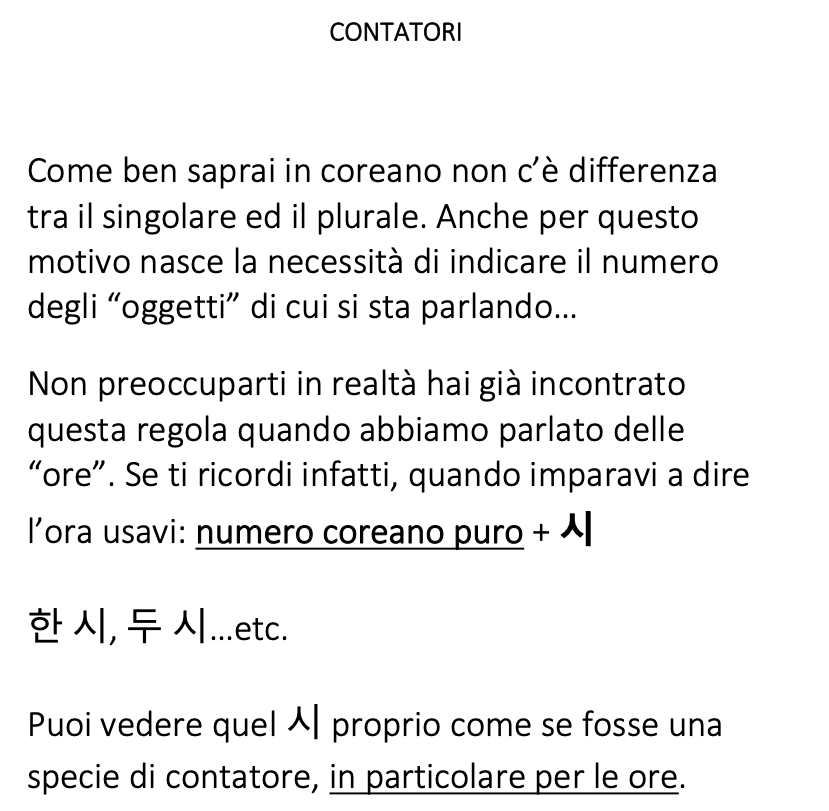 CONTATORI
Come ben saprai in coreano non c’è differenza
tra il singolare ed il plurale. Anche per questo
motivo nasce la necessità di indicare il numero
degli “oggetti” di cui si sta parlando…
Non preoccuparti in realtà hai già incontrato
questa regola quando abbiamo parlato delle
“ore”. Se ti ricordi infatti, quando imparavi a dire
l’ora usavi: numero coreano puro + 시
한 시, 두 시…etc.
Puoi vedere quel 시 proprio come se fosse una
specie di contatore, in particolare per le ore.